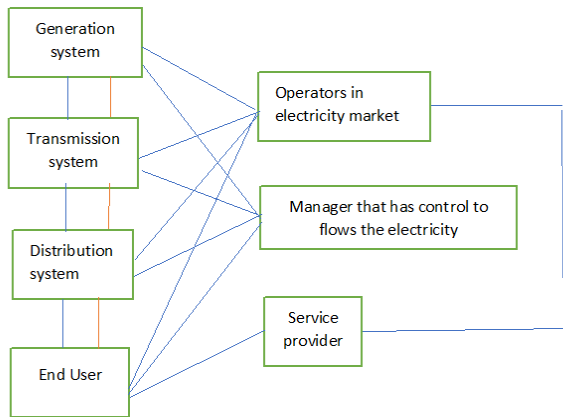 Generation
system
Transmission
system
Distribution
system
End User
Operators in
electricity market
Manager that has control to
flows the electricity
Service
provider